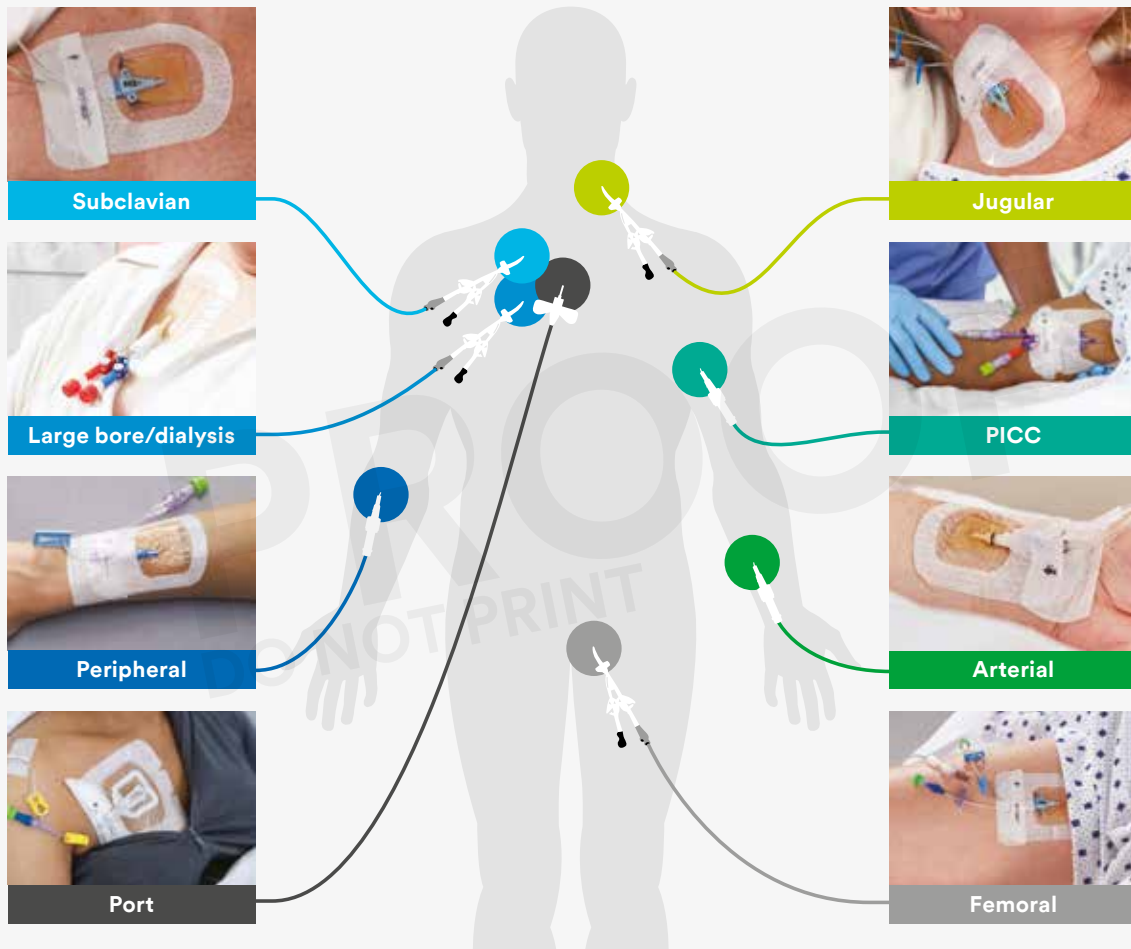 Subclavian
Jugular
Large bore/dialysis
PICC
Peripheral
Arterial
Port
Femoral
PROOF
DO NOT PRINT